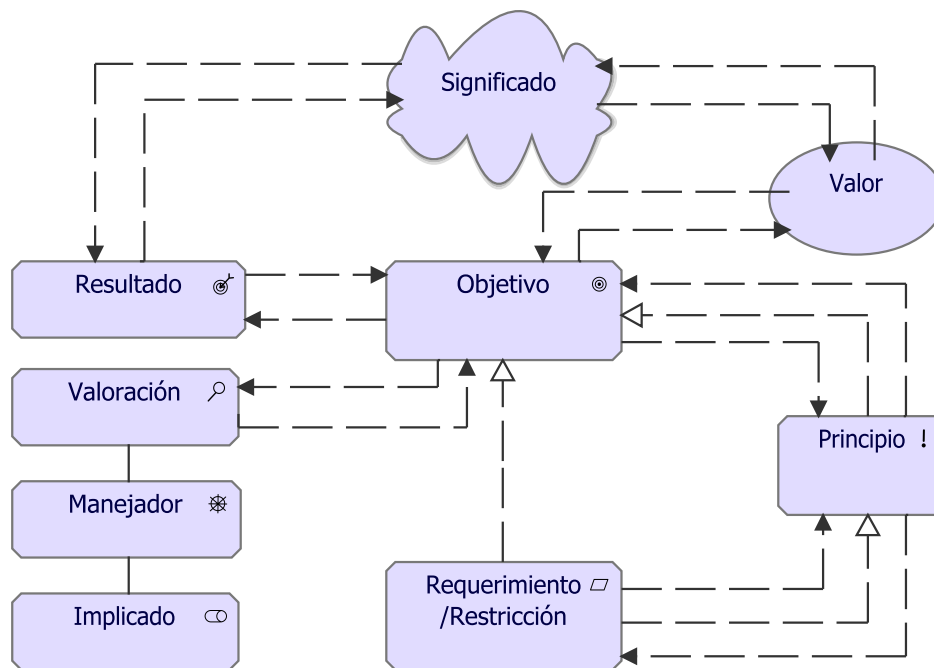 Significado
Valor
Resultado
Objetivo
Valoración
Principio !
Manejador
Requerimiento
/Restricción
Implicado